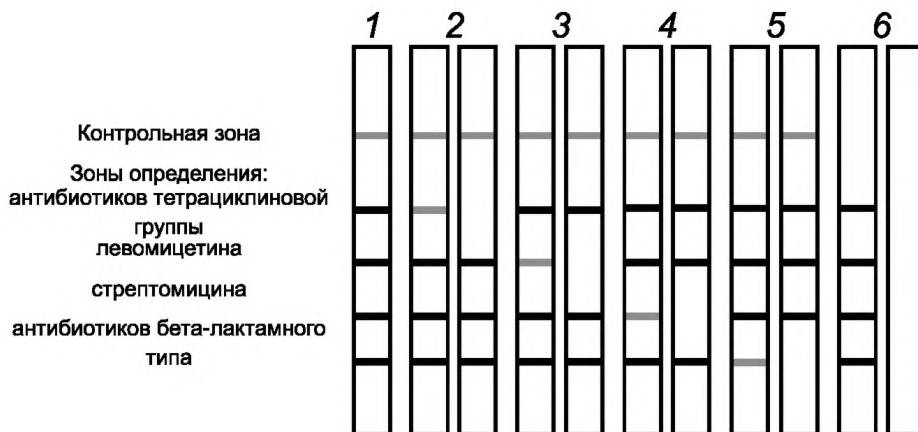 1 2 3 4 5 6
Контрольная зона
Зоны определения:
антибиотиков тетрациклиновой
группы
левомицетина
стрептомицина
антибиотиков бета-лактамного
типа